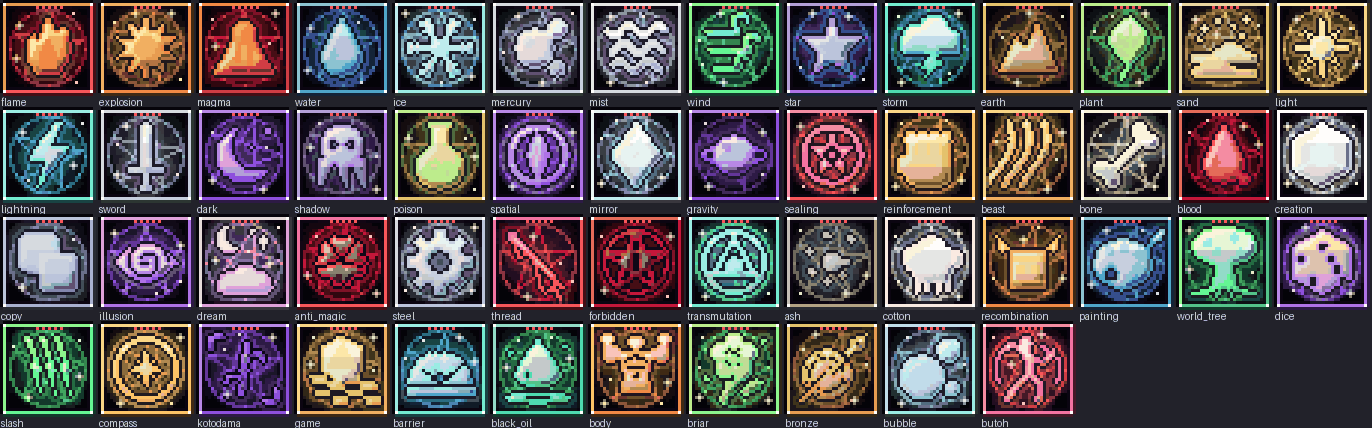 flame explosion magma water ice mercury mist wind star storm earth plant sand light
lightning sword dark shadow poison spatial mirror gravity sealing reinforcement beast bone blood creation
copy illusion dream anti_magic steel thread forbidden transmutation ash cotton recombination painting world_tree dice
slash compass kotodama game barrier black_oil body briar bronze bubble butoh